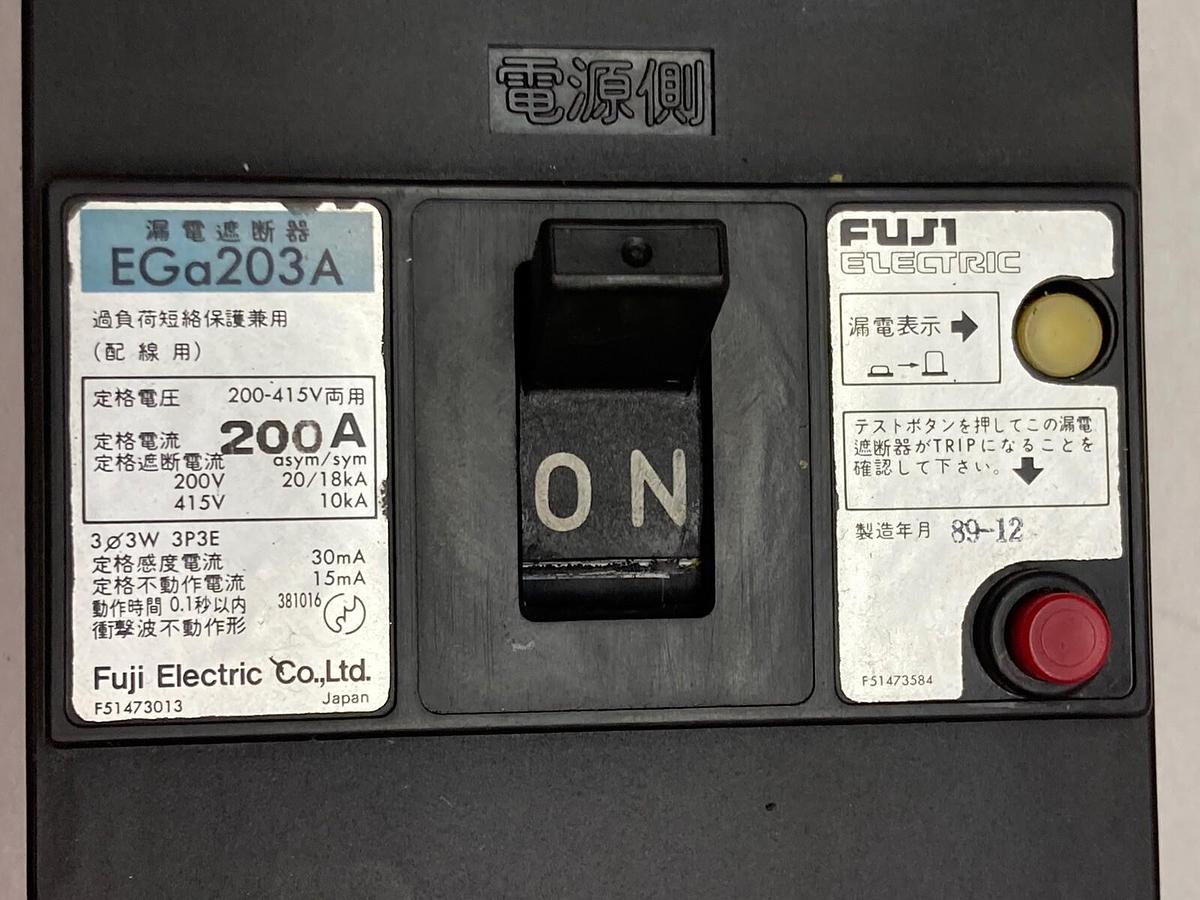 電源側
漏電遮断器
EGa203A
過負荷短絡保護兼用
(配線用)
定格電圧 200-415V両用
定格電流 200A
定格遮断電流 asym/sym
200V 20/18kA
415V 10kA
3ø3W 3P3E
定格感度電流 30mA
定格不動作電流 15mA
動作時間 0.1秒以内
衝撃波不動作形
381016
Fuji Electric Co.,Ltd.
F51473013 Japan
ON
FUJI
ELECTRIC
漏電表示
テストボタンを押してこの漏電
遮断器がTRIPになることを
確認して下さい。
製造年月 89-12
F51473584